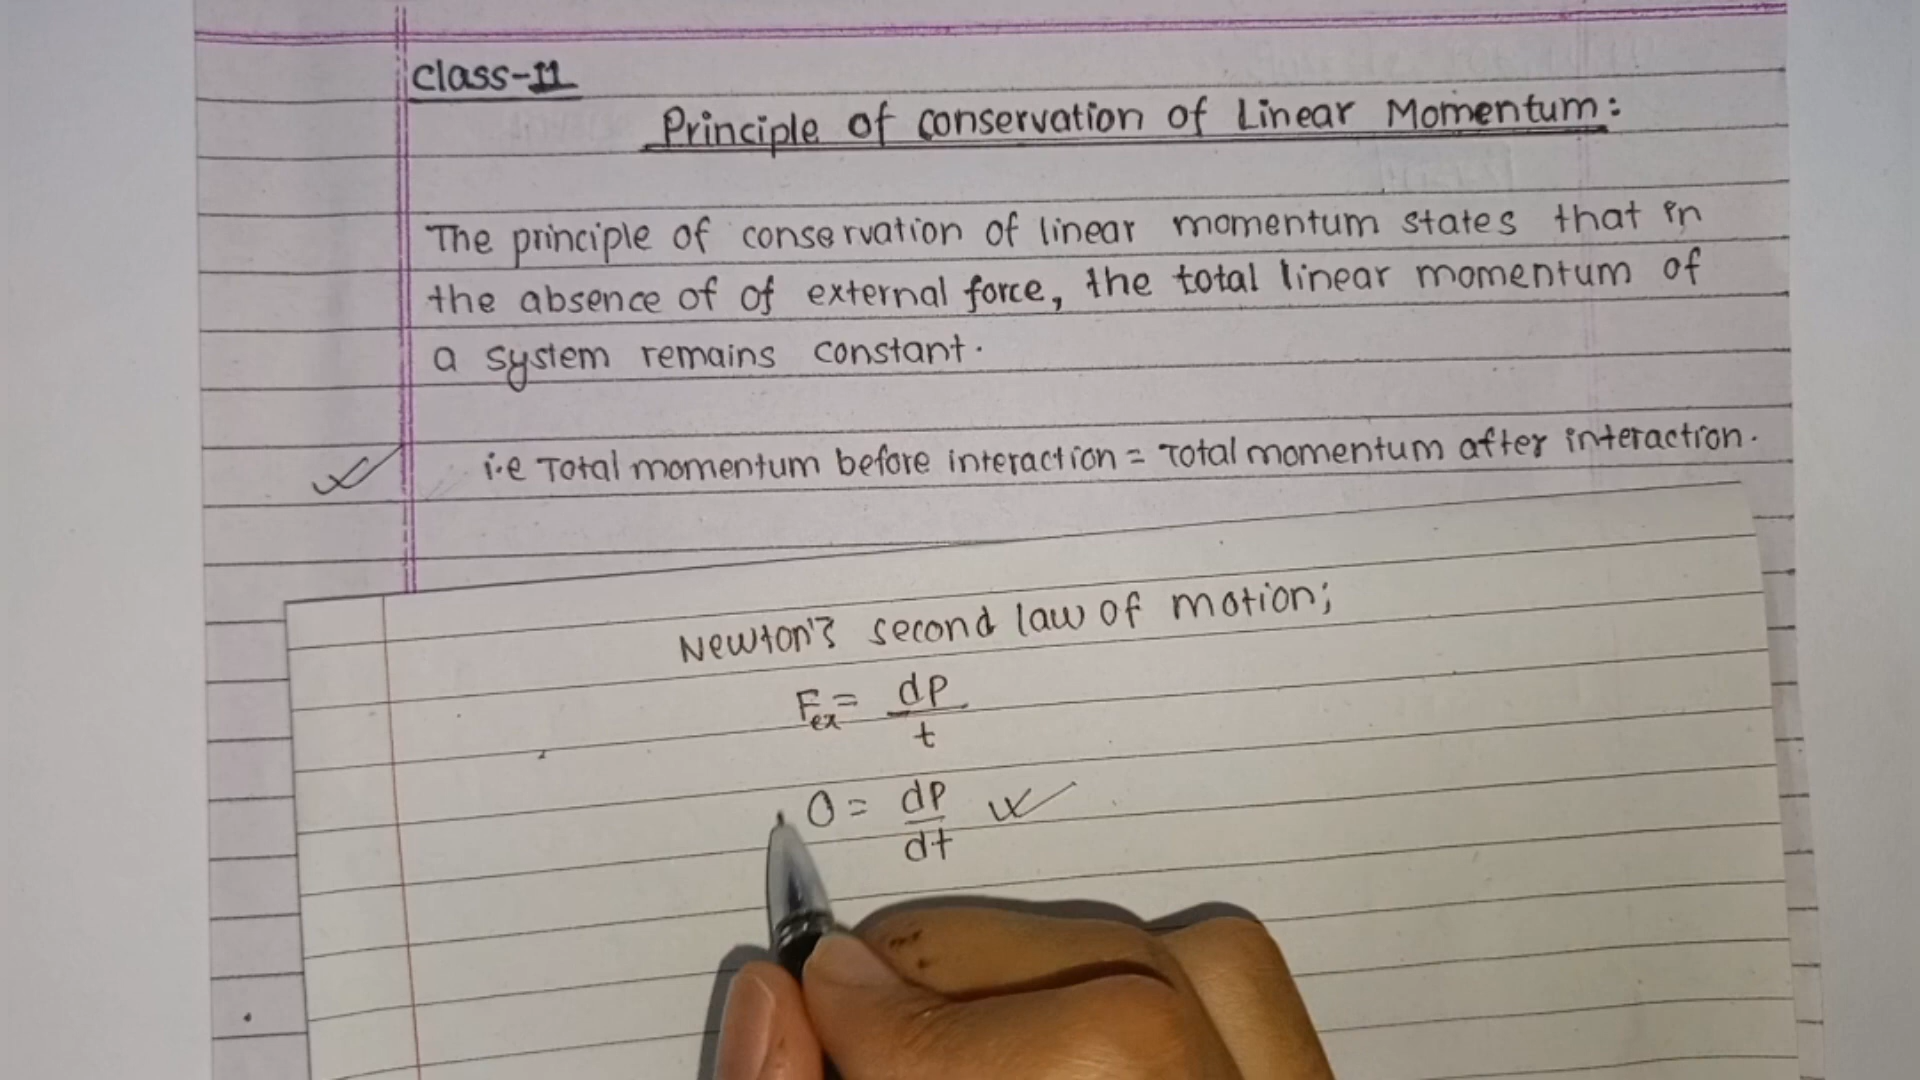 Class-11
Principle of conservation of Linear Momentum:
The principle of conservation of linear momentum states that in
the absence of of external force, the total linear momentum of
a system remains constant.
i.e Total momentum before interaction = Total momentum after interaction.
Newton's second law of motion;
Fex = dp/t
0 = dp/dt